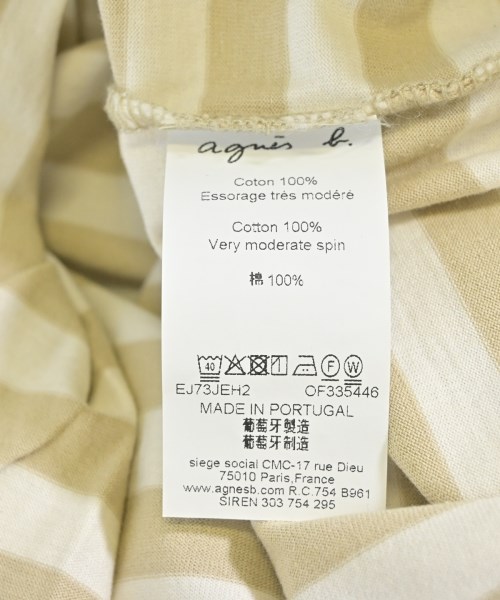 agnès b.
Coton 100%
Essorage très modéré
Cotton 100%
Very moderate spin
棉 100%
40 F W
EJ73JEH2 OF335446
MADE IN PORTUGAL
葡萄牙製造
葡萄牙制造
siege social CMC-17 rue Dieu
75010 Paris,France
www.agnesb.com R.C.754 B961
SIREN 303 754 295